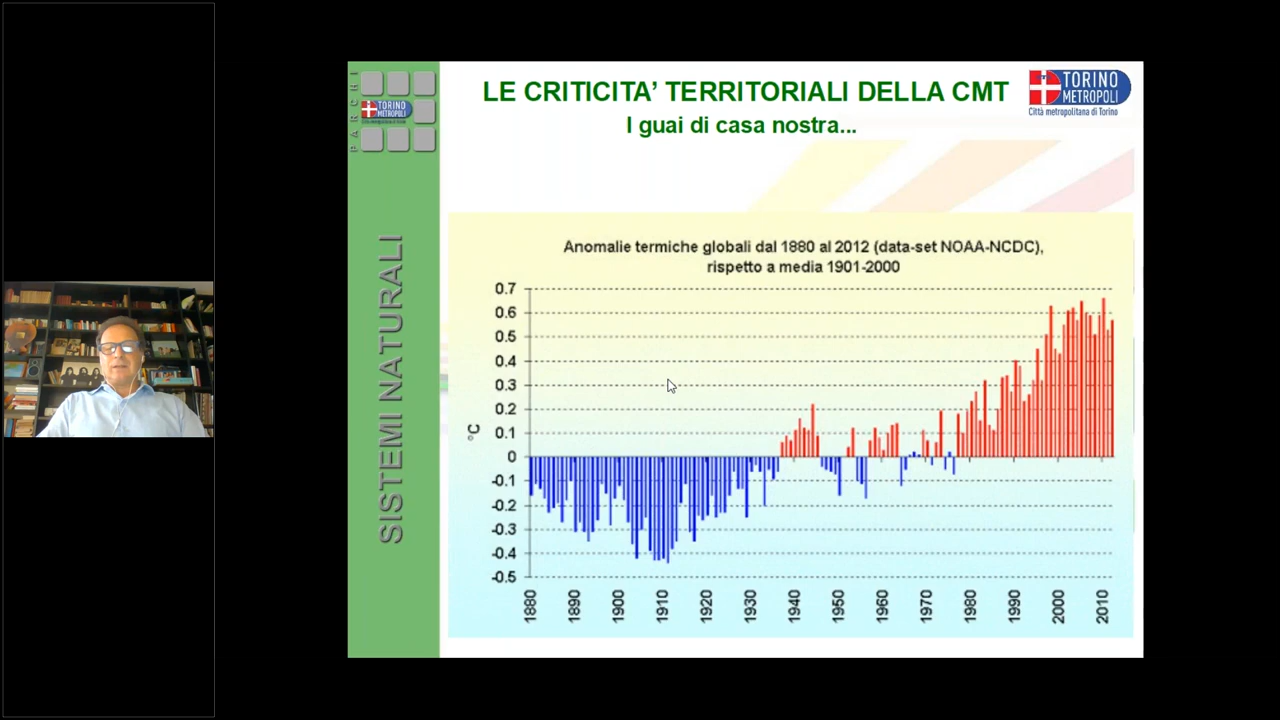 PARCHI
TORINO
METROPOLI
SISTEMI NATURALI
LE CRITICITA’ TERRITORIALI DELLA CMT
I guai di casa nostra...
TORINO
METROPOLI
Città metropolitana di Torino
Anomalie termiche globali dal 1880 al 2012 (data-set NOAA-NCDC),
rispetto a media 1901-2000
°C
0.7
0.6
0.5
0.4
0.3
0.2
0.1
0
-0.1
-0.2
-0.3
-0.4
-0.5
1880 1890 1900 1910 1920 1930 1940 1950 1960 1970 1980 1990 2000 2010